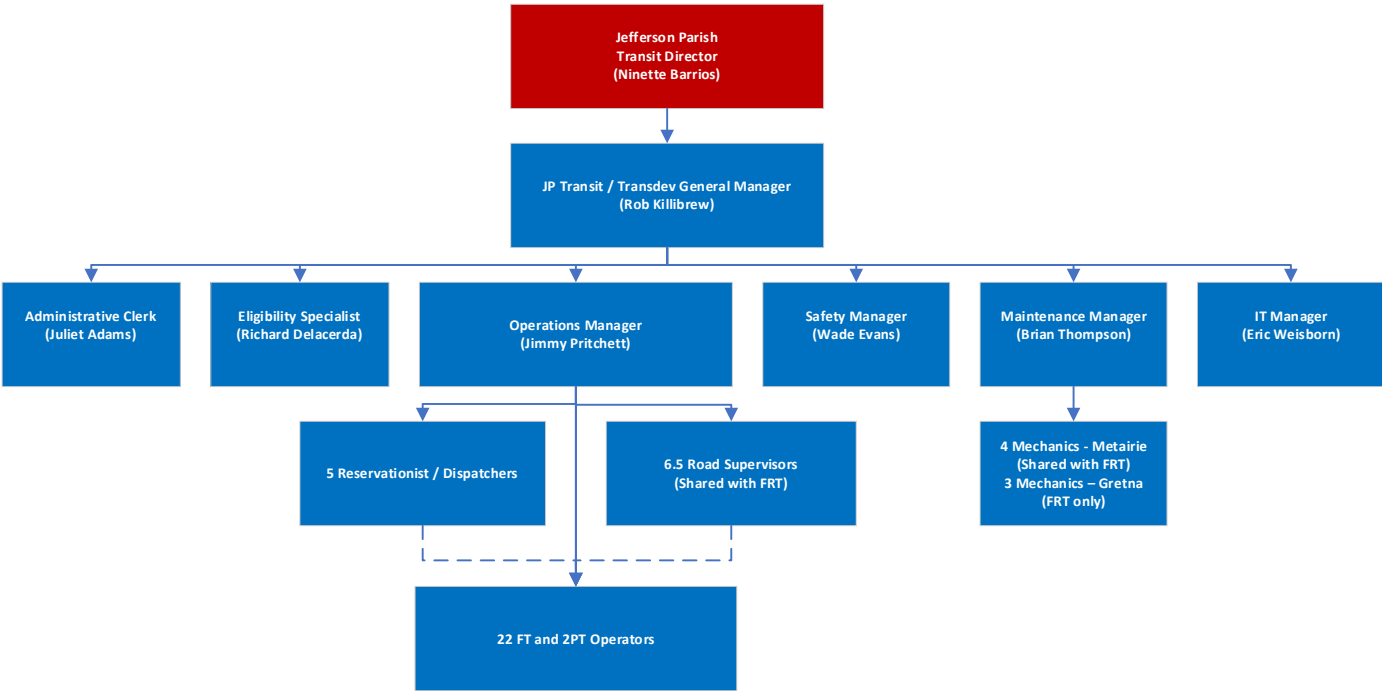 Jefferson Parish
Transit Director
(Ninette Barrios)
JP Transit / Transdev General Manager
(Rob Killibrew)
Administrative Clerk
(Juliet Adams)
Eligibility Specialist
(Richard Delacerda)
Operations Manager
(Jimmy Pritchett)
Safety Manager
(Wade Evans)
Maintenance Manager
(Brian Thompson)
IT Manager
(Eric Weisborn)
5 Reservationist / Dispatchers
6.5 Road Supervisors
(Shared with FRT)
4 Mechanics - Metairie
(Shared with FRT)
3 Mechanics – Gretna
(FRT only)
22 FT and 2PT Operators